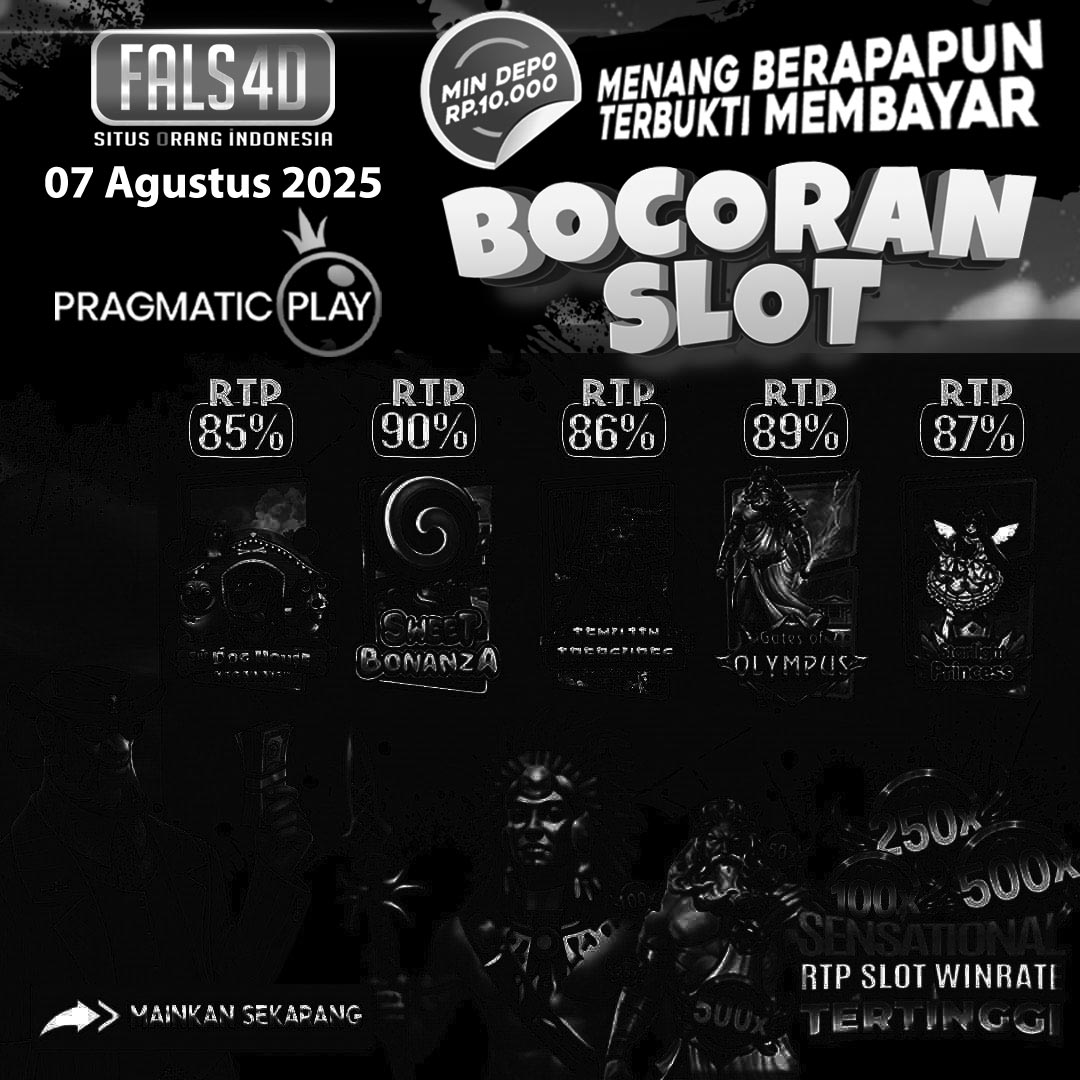 FALS4D
SITUS ORANG INDONESIA
07 Agustus 2025
MIN DEPO
RP.10.000
MENANG BERAPAPUN
TERBUKTI MEMBAYAR
BOCORAN
SLOT
PRAGMATIC PLAY
RTP RTP RTP RTP RTP
85% 90% 86% 89% 87%
SWEET
BONANZA
Gates of
OLYMPUS
Starlight
Princess
250x
500x
100x
SENSATIONAL
RTP SLOT WINRATE
TERTINGGI
MAINKAN SEKARANG